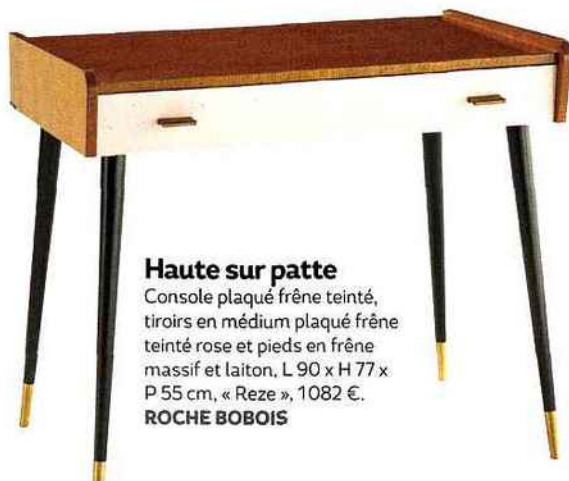 Haute sur patte
Console plaqué frêne teinté,
tiroirs en médium plaqué frêne
teinté rose et pieds en frêne
massif et laiton, L 90 x H 77 x
P 55 cm, « Reze », 1082 €.
ROCHE BOBOIS